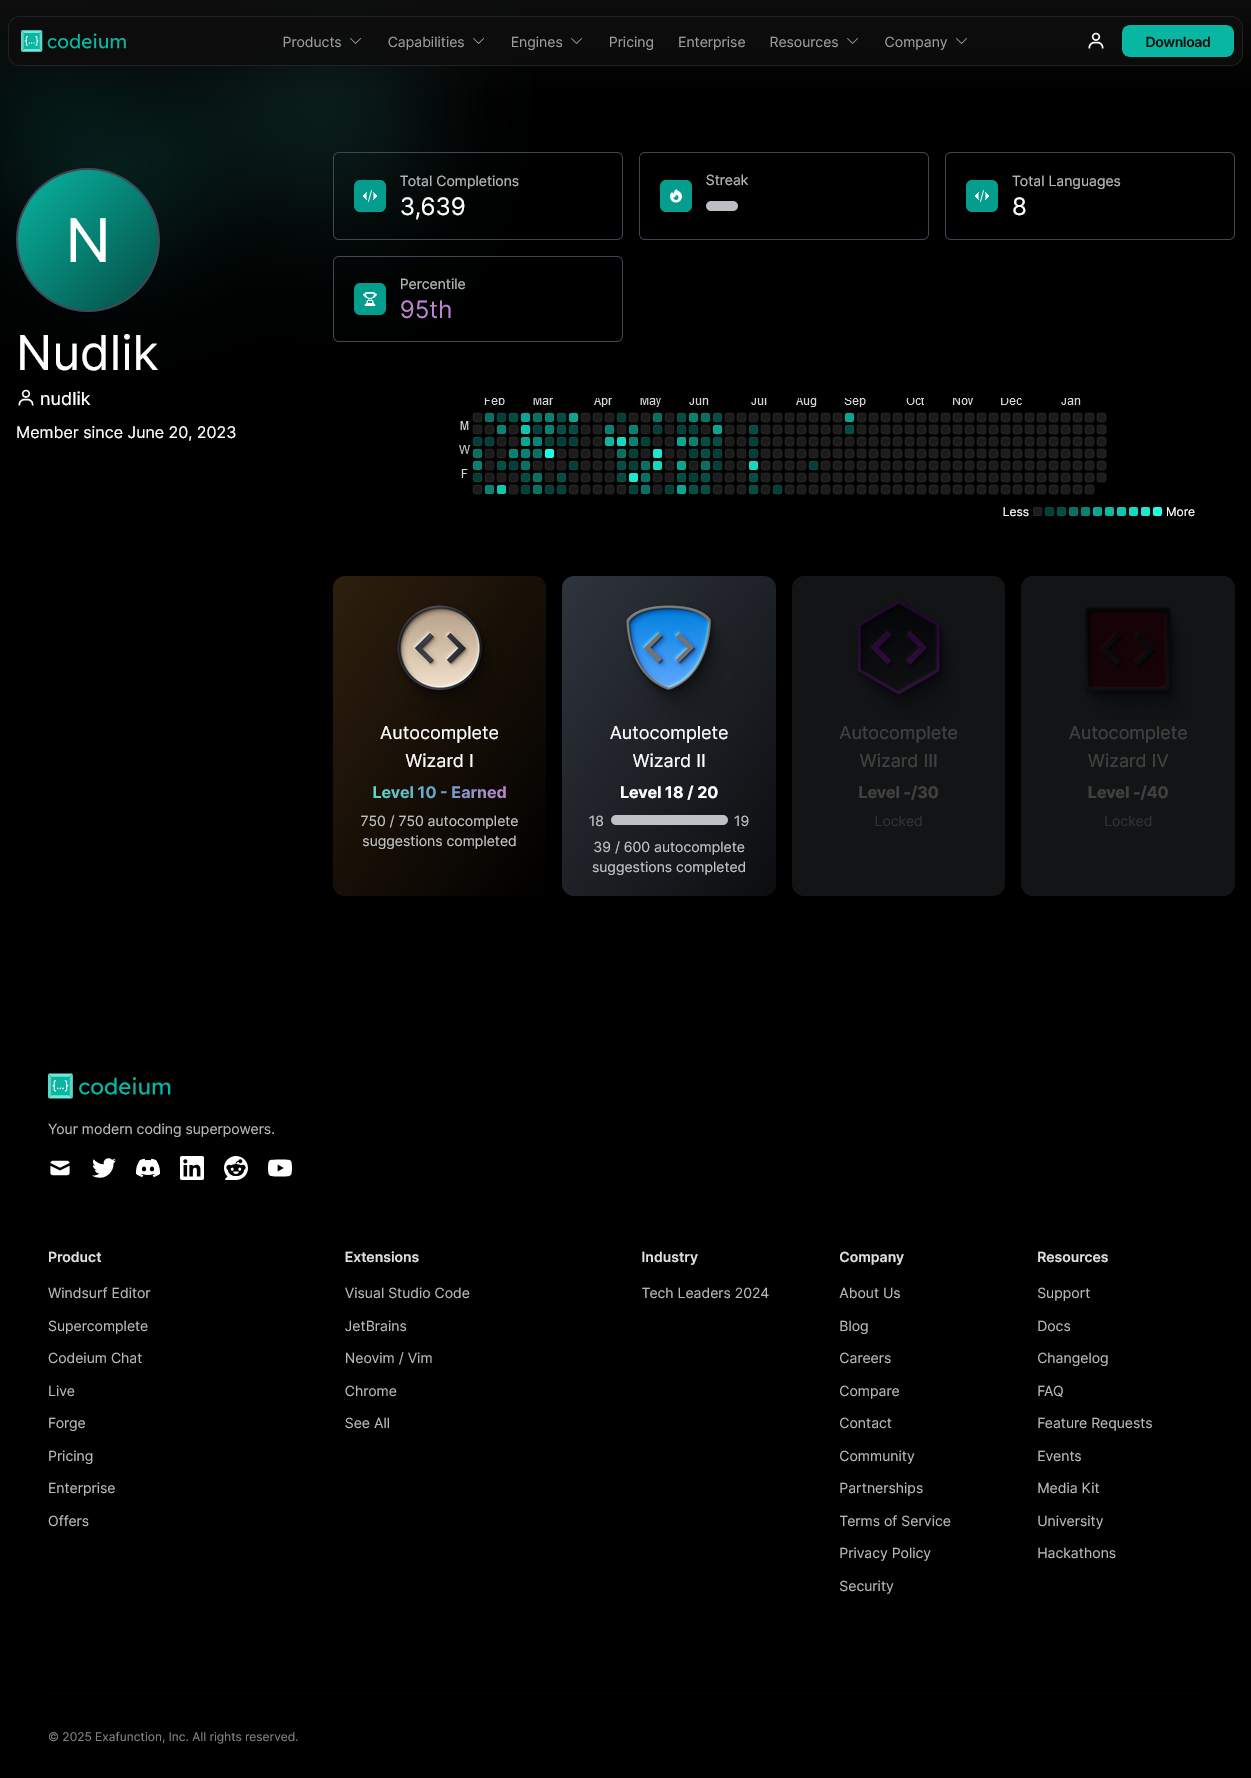 codeium
Products
Capabilities
Engines
Pricing
Enterprise
Resources
Company
Download
N
Nudlik
nudlik
Member since June 20, 2023
Total Completions
3,639
Streak
Total Languages
8
Percentile
95th
Feb Mar Apr May Jun Jul Aug Sep Oct Nov Dec Jan
M
W
F
Less
More
Autocomplete
Wizard I
Level 10 - Earned
750 / 750 autocomplete
suggestions completed
Autocomplete
Wizard II
Level 18 / 20
18
19
39 / 600 autocomplete
suggestions completed
Autocomplete
Wizard III
Level -/30
Locked
Autocomplete
Wizard IV
Level -/40
Locked
codeium
Your modern coding superpowers.
Product
Windsurf Editor
Supercomplete
Codeium Chat
Live
Forge
Pricing
Enterprise
Offers
Extensions
Visual Studio Code
JetBrains
Neovim / Vim
Chrome
See All
Industry
Tech Leaders 2024
Company
About Us
Blog
Careers
Compare
Contact
Community
Partnerships
Terms of Service
Privacy Policy
Security
Resources
Support
Docs
Changelog
FAQ
Feature Requests
Events
Media Kit
University
Hackathons
© 2025 Exafunction, Inc. All rights reserved.